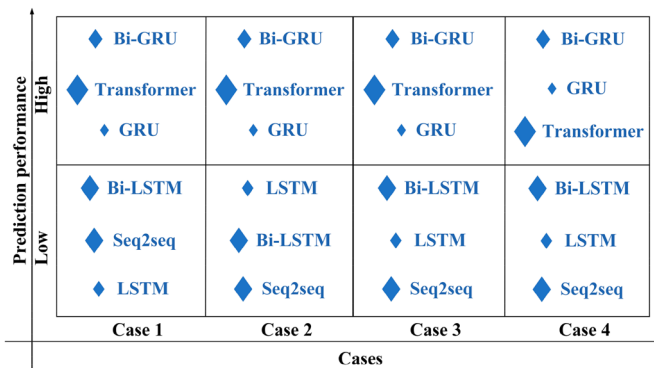 Prediction performance
High
Low
Bi-GRU
Bi-GRU
Bi-GRU
Bi-GRU
Transformer
Transformer
Transformer
GRU
GRU
GRU
GRU
Transformer
Bi-LSTM
LSTM
Bi-LSTM
Bi-LSTM
Seq2seq
Bi-LSTM
LSTM
LSTM
LSTM
Seq2seq
Seq2seq
Seq2seq
Case 1
Case 2
Case 3
Case 4
Cases